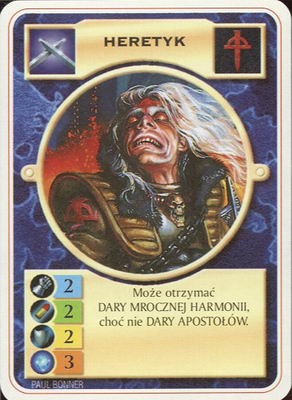 HERETYK
Może otrzymać
DARY MROCZNEJ HARMONII,
choć nie DARY APOSTOŁÓW.
2
2
2
3
PAUL BONNER